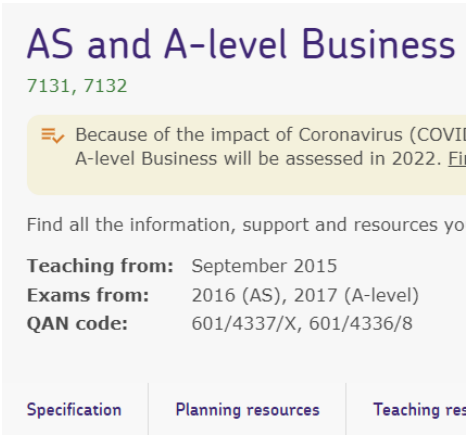 AS and A-level Business
7131, 7132
Because of the impact of Coronavirus (COVI
A-level Business will be assessed in 2022. Fi
Find all the information, support and resources yo
Teaching from: September 2015
Exams from: 2016 (AS), 2017 (A-level)
QAN code: 601/4337/X, 601/4336/8
Specification Planning resources Teaching res